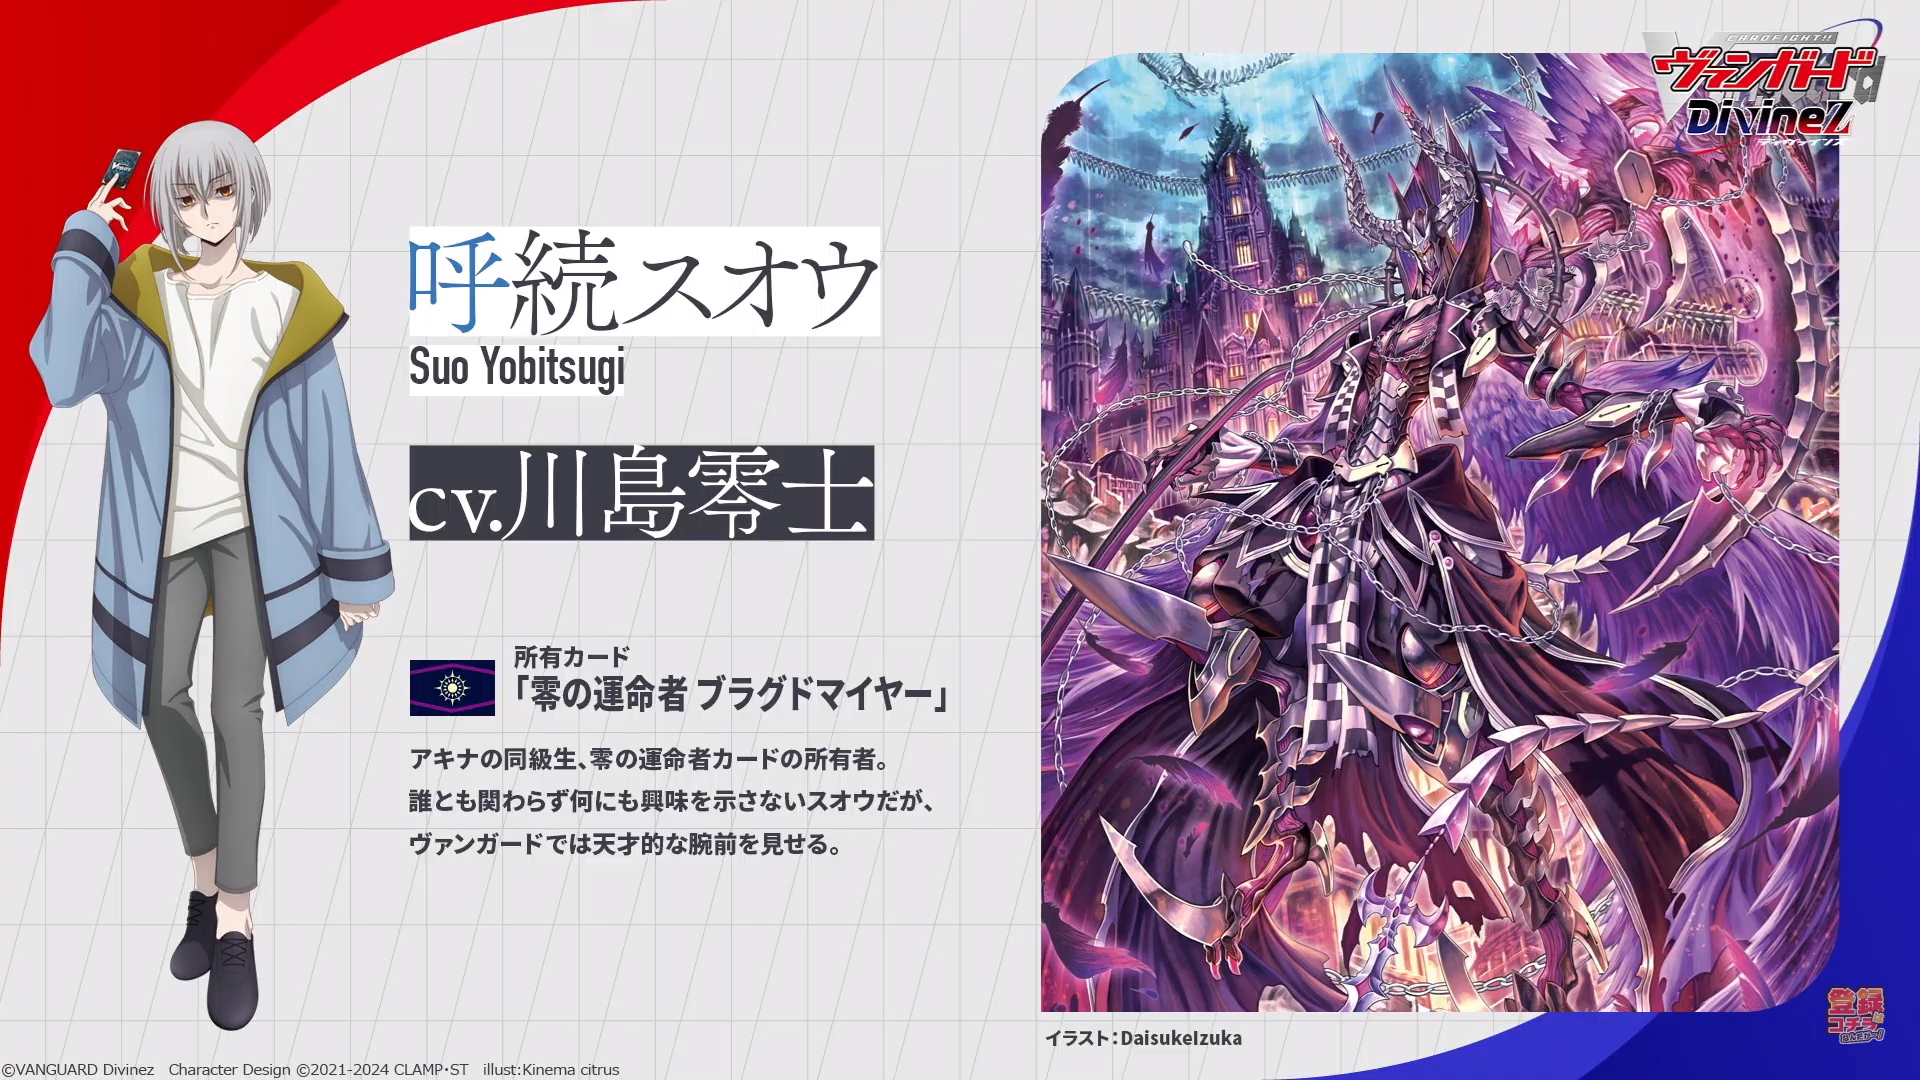 CARDFIGHT!!
ヴァンガード
DivineZ
呼続スオウ
Suo Yobitsugi
cv.川島零士
所有カード
「零の運命者 ブラグドマイヤー」
アキナの同級生、零の運命者カードの所有者。
誰とも関わらず何にも興味を示さないスオウだが、
ヴァンガードでは天才的な腕前を見せる。
イラスト：DaisukeIzuka
登録は
コチラ
©VANGUARD Divinez Character Design ©2021-2024 CLAMP・ST illust:Kinema citrus